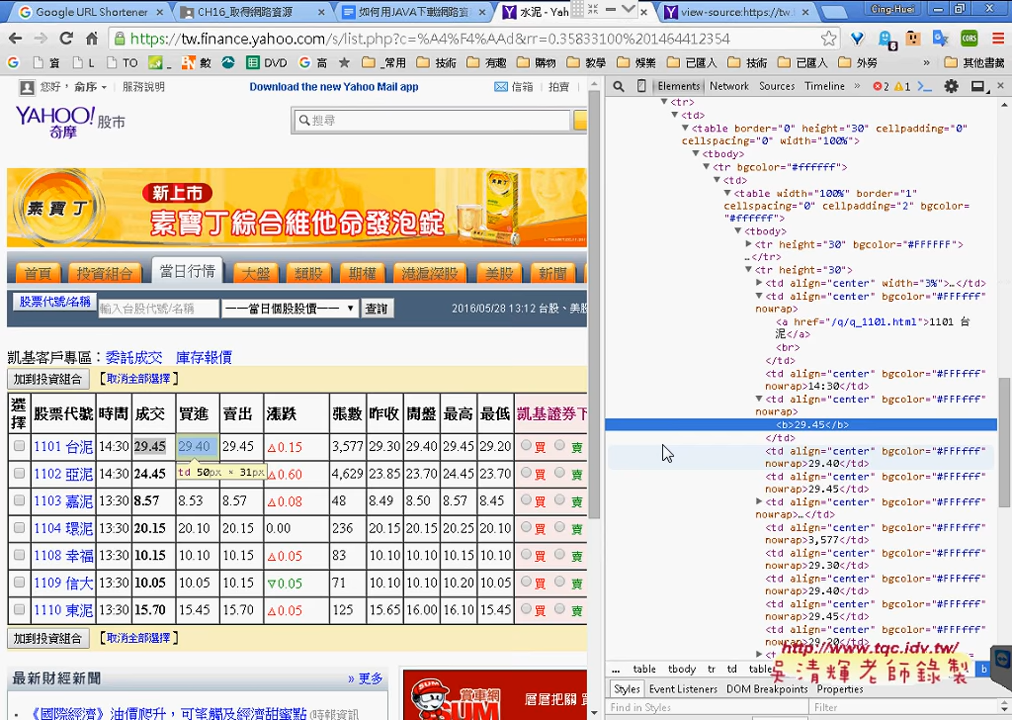 Google URL Shortener
CH16_取得網路資源
如何用JAVA下載網路資
水泥 - Yah
view-source:https://tw.
Cing-Huei
https://tw.finance.yahoo.com/s/list.php?c=%A4%F4%AAd&rr=0.35833100%201464412354
資
L
TO
數
DVD
高
_常用
技術
有趣
購物
教學
娛樂
已匯入
技術
已匯入
外勞
»
其他書籤
您好, 俞序
服務說明
Download the new Yahoo Mail app
信箱
拍賣
YAHOO!
奇摩
股市
搜尋
素寶丁
新上市
素寶丁綜合維他命發泡錠
首頁
投資組合
當日行情
大盤
類股
期權
港滬深股
美股
新聞
股票代號/名稱
輸入台股代號/名稱
一一當日個股股價一一
查詢
2016/05/28 13:12 台股、美股
凱基客戶專區：委託成交 庫存報價
加到投資組合 【取消全部選擇】
選擇 股票代號 時間 成交 買進 賣出 漲跌 張數 昨收 開盤 最高 最低 凱基證券下
1101 台泥 14:30 29.45 29.40 29.45 △0.15 3,577 29.30 29.40 29.45 29.20 買 賣
td 50px × 31px
1102 亞泥 14:30 24.45 △0.60 4,629 23.85 23.70 24.45 23.70 買 賣
1103 嘉泥 14:30 8.57 8.53 8.57 △0.08 48 8.49 8.50 8.57 8.45 買 賣
1104 環泥 13:30 20.15 20.10 20.15 0.00 236 20.15 20.15 20.25 20.10 買 賣
1108 幸福 13:30 10.15 10.10 10.15 △0.05 83 10.10 10.10 10.15 10.10 買 賣
1109 信大 13:30 10.05 10.05 10.15 ▽0.05 71 10.10 10.10 10.20 10.05 買 賣
1110 東泥 13:30 15.70 15.45 15.70 △0.05 125 15.65 16.00 16.10 15.45 買 賣
加到投資組合 【取消全部選擇】
最新財經新聞
» 更多
《國際經濟》油價爬升，可望觸及經濟甜蜜點 (時報資訊
賞車網
SUM
層層把關
Elements Network Sources Timeline » 2 1
<tr>
<td>
<table border="0" height="30" cellpadding="0"
cellspacing="0" width="100%">
<tbody>
<tr bgcolor="#ffffff">
<td>
<table width="100%" border="1"
cellspacing="0" cellpadding="2" bgcolor=
"#ffffff">
<tbody>
<tr height="30" bgcolor="#FFFFFF">
…</tr>
<tr height="30">
<td align="center" width="3%">…</td>
<td align="center" bgcolor="#FFFfff"
nowrap>
<a href="/q/q_1101.html">1101 台
泥</a>
<br>
</td>
<td align="center" bgcolor="#FFFfff"
nowrap>14:30</td>
<td align="center" bgcolor="#FFFfff"
nowrap>
<b>29.45</b>
</td>
<td align="center" bgcolor="#FFFfff"
nowrap>29.40</td>
<td align="center" bgcolor="#FFFfff"
nowrap>29.45</td>
<td align="center" bgcolor="#FFFfff"
nowrap>…</td>
<td align="center" bgcolor="#FFFfff"
nowrap>3,577</td>
<td align="center" bgcolor="#FFFfff"
nowrap>29.30</td>
<td align="center" bgcolor="#FFFfff"
nowrap>29.40</td>
<td align="center" bgcolor="#FFFfff"
nowrap>29.45</td>
<td align="center" bgcolor="#FFFfff"
nowrap>29.20</td>
http://www.tqc.idv.tw/
吳清輝老師錄製
... table tbody tr td table b
Styles Event Listeners DOM Breakpoints Properties
Find in Styles
Filter